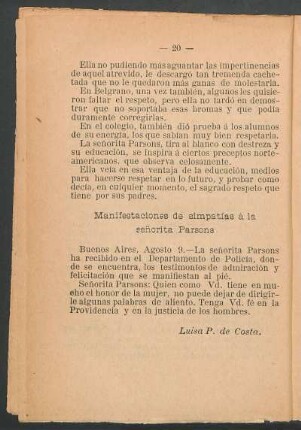 — 20 —
Ella no pudiendo mas aguantar las impertinencias
de aquel atrevido, le descargó tan tremenda cache-
tada que no le quedaron más ganas de molestarla.
En Belgrano, una vez también, algunos les quisie-
ron faltar el respeto, pero ella no tardó en demos-
trar que no soportaba esas bromas y que podía
duramente corregirlas.
En el colegio, también dió prueba á los alumnos
de su energía, los que sabían muy bien respetarla.
La señorita Parsons, tira al blanco con destreza y
su educación, se inspira á ciertos preceptos norte-
americanos, que observa celosamente.
Ella veía en esa ventaja de la educación, medios
para hacerse respetar en lo futuro, y probar como
decía, en cualquier momento, el sagrado respeto que
tiene por sus padres.
Manifestaciones de simpatías á la
señorita Parsons
Buenos Aires, Agosto 9.—La señorita Parsons
ha recibido en el Departamento de Policía, don-
de se encuentra, los testimonios de adulración y
felicitación que se manifiestan al pié.
Señorita Parsons: Quien como Vd. tiene en mu-
cho el honor de la mujer, no puede dejar de dirigir-
le algunas palabras de aliento. Tenga Vd. fé en la
Providencia y en la justicia de los hombres.
Luisa P. de Costa.